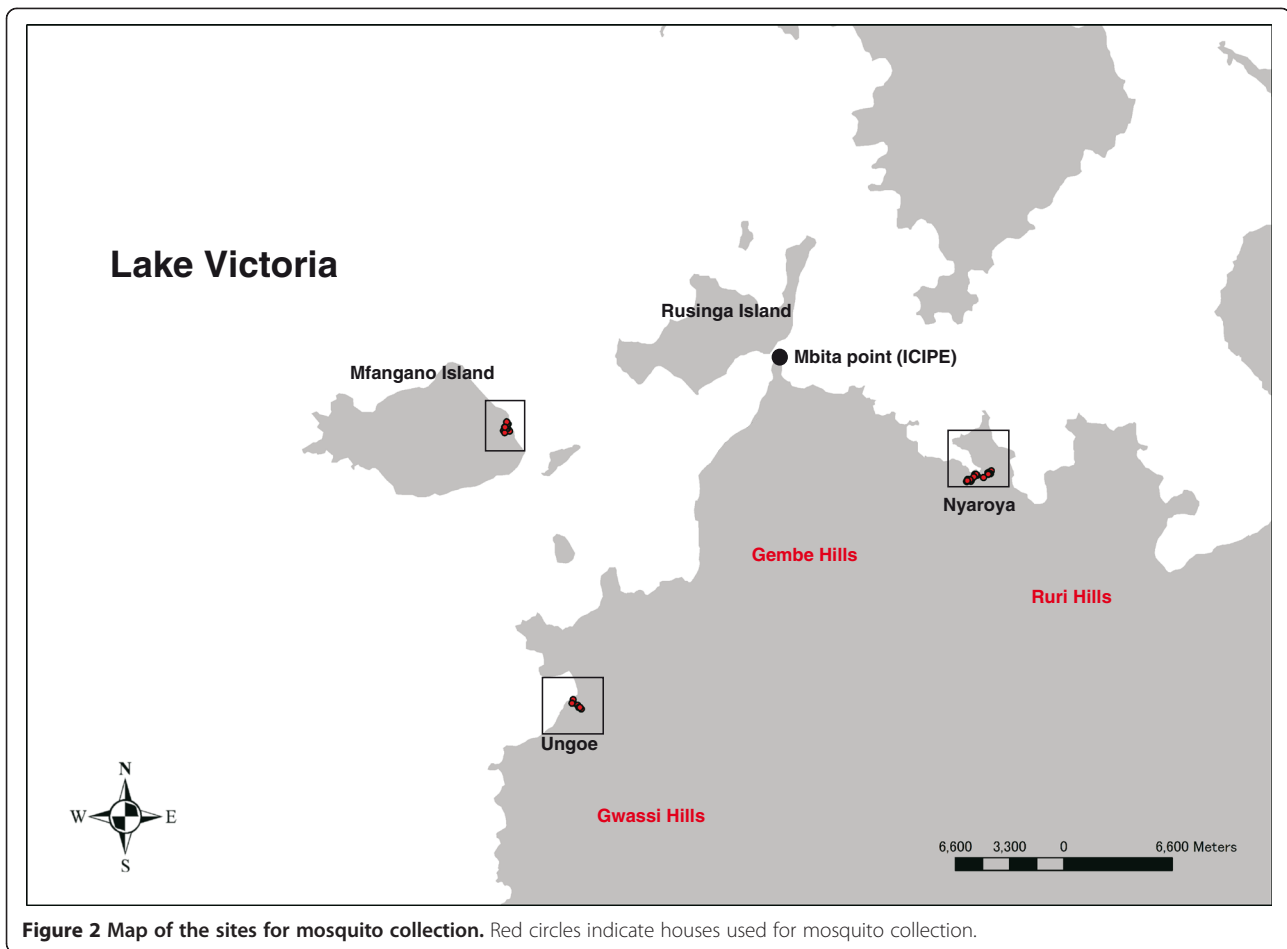 Lake Victoria
Rusinga Island
Mbita point (ICIPE)
Mfangano Island
Nyaroya
Gembe Hills
Ruri Hills
Ungoe
Gwassi Hills
N
W E
S
6,600 3,300 0 6,600 Meters
Figure 2 Map of the sites for mosquito collection. Red circles indicate houses used for mosquito collection.